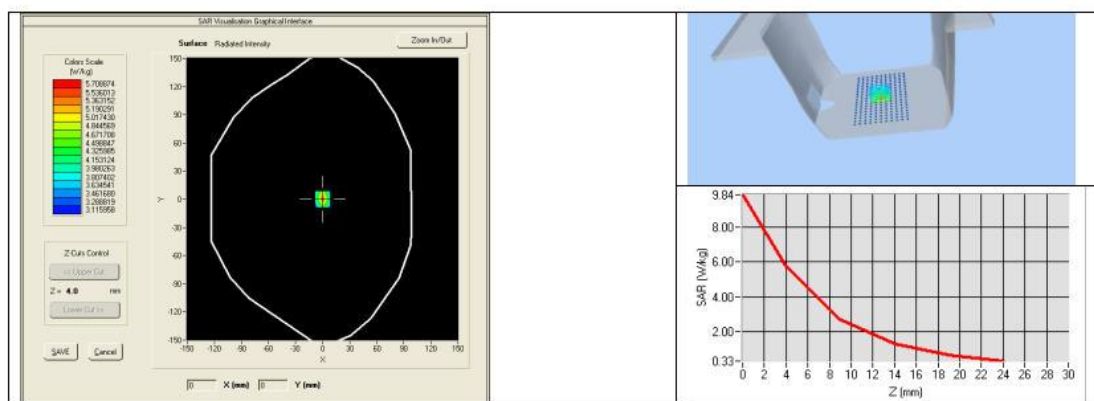 SAR Visualisation Graphical Interface
Surface Radiated Intensity
Zoom In/Out
Colors Scale
(W/kg)
5.708874
5.536013
5.363152
5.190291
5.017430
4.844569
4.671708
4.498847
4.325985
4.153124
3.980263
3.807402
3.634541
3.461680
3.288819
3.115958
Z-Cuts Control
<< Upper Cut
Z = 4.0 mm
Lower Cut >>
SAVE Cancel
150
120
90
60
30
0
-30
-60
-90
-120
-150
Y
-150 -120 -90 -60 -30 0 30 60 90 120 150
X
0 X (mm) 0 Y (mm)
9.84
8.00
6.00
4.00
2.00
0.33
SAR (W/kg)
0 2 4 6 8 10 12 14 16 18 20 22 24 26 28 30
Z (mm)